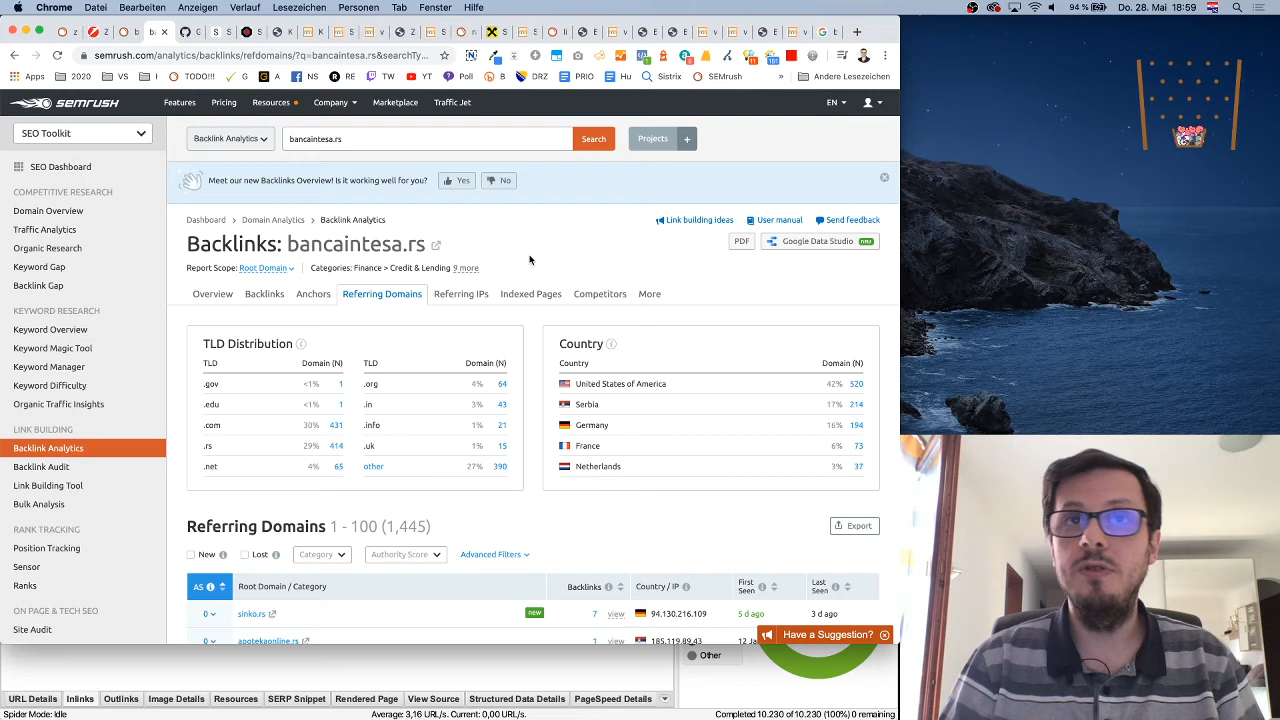 Chrome Datei Bearbeiten Anzeigen Verlauf Lesezeichen Personen Tab Fenster Hilfe
94 % Do. 28. Mai 18:59
semrush.com/analytics/backlinks/refdomains/?q=bancaintesa.rs&searchTy...
Apps 2020 VS I TODO!!! G A NS RE YT Poll DRZ PRIO Hu Sistrix SEMrush » Andere Lesezeichen
SEMRUSH Features Pricing Resources Company Marketplace Traffic Jet EN
SEO Toolkit
SEO Dashboard
COMPETITIVE RESEARCH
Domain Overview
Traffic Analytics
Organic Research
Keyword Gap
Backlink Gap
KEYWORD RESEARCH
Keyword Overview
Keyword Magic Tool
Keyword Manager
Keyword Difficulty
Organic Traffic Insights
LINK BUILDING
Backlink Analytics
Backlink Audit
Link Building Tool
Bulk Analysis
RANK TRACKING
Position Tracking
Sensor
Ranks
ON PAGE & TECH SEO
Site Audit
Backlink Analytics bancaintesa.rs Search Projects +
Meet our new Backlinks Overview! Is it working well for you? Yes No
Dashboard > Domain Analytics > Backlink Analytics
Link building ideas User manual Send feedback
Backlinks: bancaintesa.rs
PDF Google Data Studio new
Report Scope: Root Domain Categories: Finance > Credit & Lending 9 more
Overview Backlinks Anchors Referring Domains Referring IPs Indexed Pages Competitors More
TLD Distribution
TLD Domain (N) TLD Domain (N)
.gov <1% 1 .org 4% 64
.edu <1% 1 .in 3% 43
.com 30% 431 .info 1% 21
.rs 29% 414 .uk 1% 15
.net 4% 65 other 27% 390
Country
Country Domain (N)
United States of America 42% 520
Serbia 17% 214
Germany 16% 194
France 6% 73
Netherlands 3% 37
Referring Domains 1 - 100 (1,445)
Export
New Lost Category Authority Score Advanced Filters
AS Root Domain / Category Backlinks Country / IP First Seen Last Seen
0 sinko.rs new 7 view 94.130.216.109 5 d ago 3 d ago
0 apotekaonline.rs 1 view 185.119.89.43 12 Ja
Have a Suggestion?
Other
URL Details Inlinks Outlinks Image Details Resources SERP Snippet Rendered Page View Source Structured Data Details PageSpeed Details
Spider Mode: Idle Average: 3,16 URL/s. Current: 0,00 URL/s. Completed 10.230 of 10.230 (100%) 0 remaining